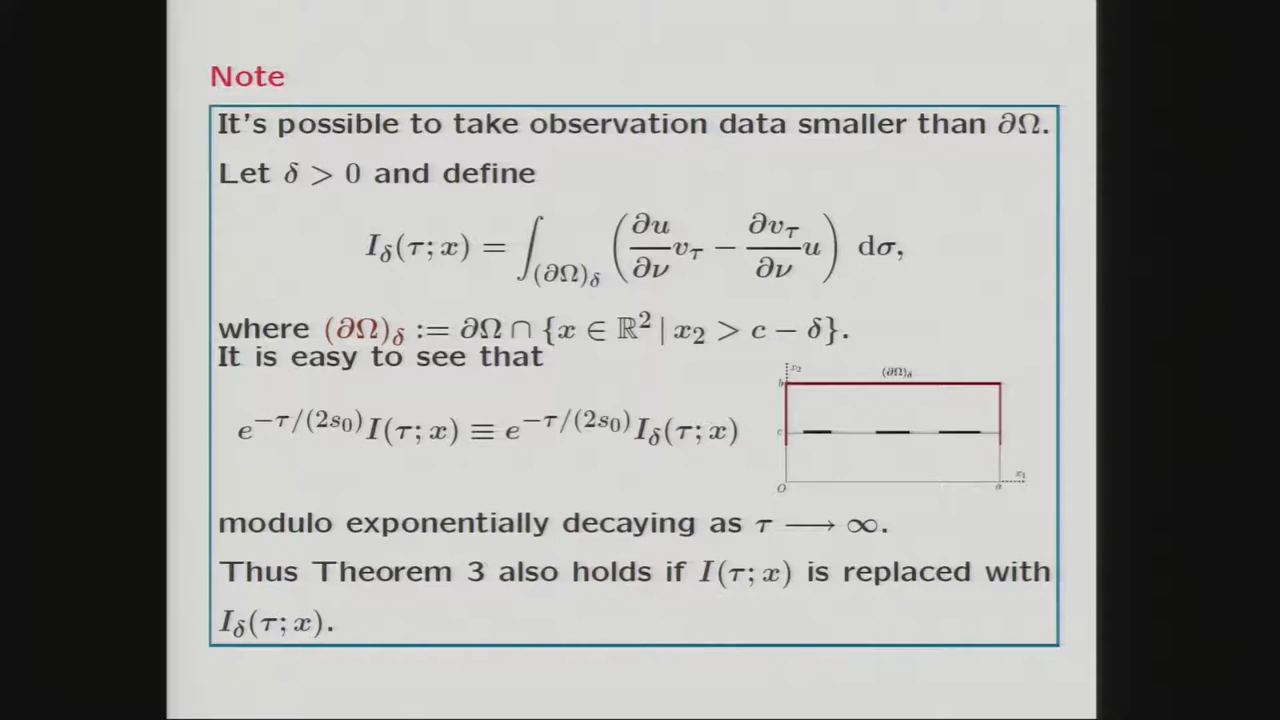 Note
It's possible to take observation data smaller than ∂Ω.
Let δ > 0 and define
I_δ(τ; x) = ∫_{(∂Ω)_δ} (∂u/∂ν v_τ − ∂v_τ/∂ν u) dσ,
where (∂Ω)_δ := ∂Ω ∩ {x ∈ ℝ² | x₂ > c − δ}.
It is easy to see that
e^{−τ/(2s₀)} I(τ; x) ≡ e^{−τ/(2s₀)} I_δ(τ; x)
x₂
(∂Ω)_δ
b
c
O
a
x₁
modulo exponentially decaying as τ ⟶ ∞.
Thus Theorem 3 also holds if I(τ; x) is replaced with
I_δ(τ; x).